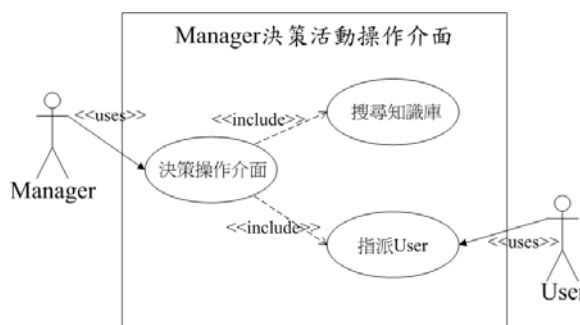 Manager決策活動操作介面
<<uses>>
<<include>>
搜尋知識庫
Manager
決策操作介面
<<include>>
指派User
<<uses>>
User